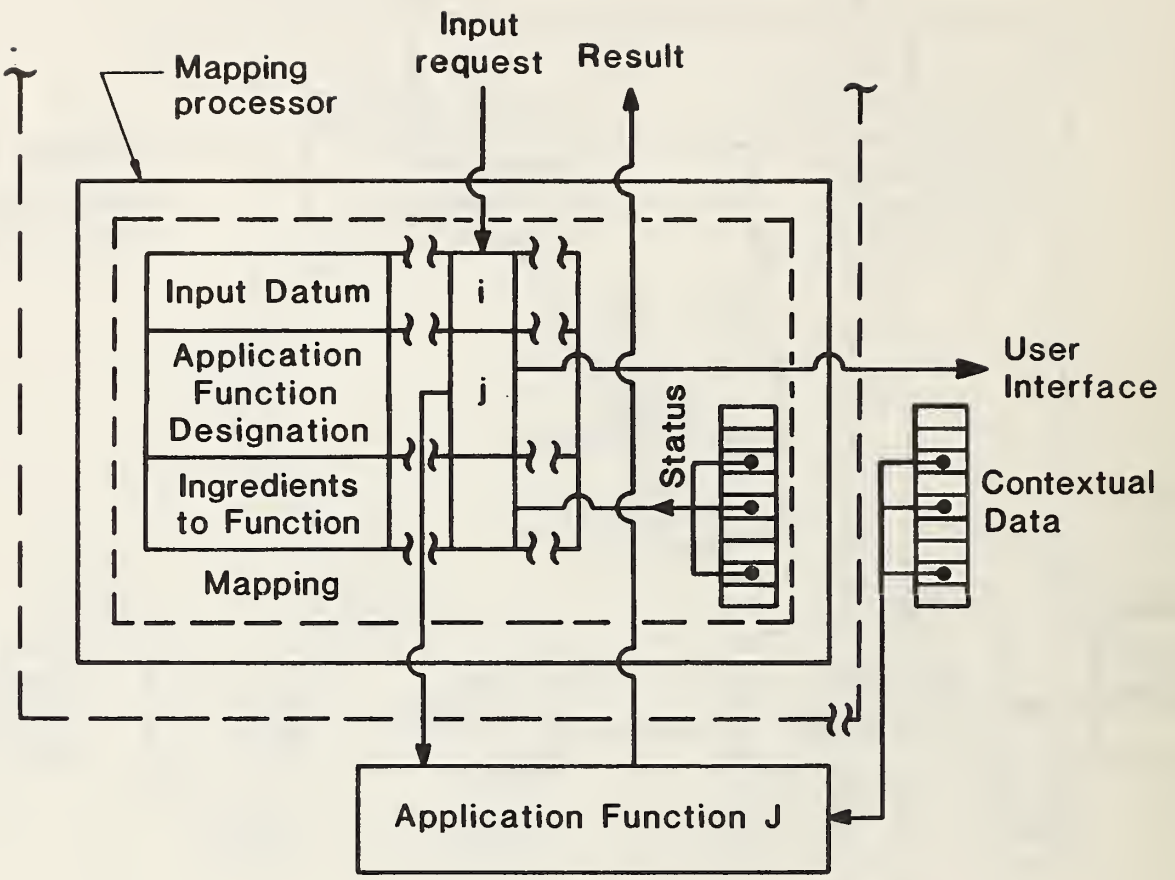 Input
request
Result
Mapping
processor
Input Datum
i
Application
Function
Designation
j
User
Interface
Status
Ingredients
to Function
Contextual
Data
Mapping
Application Function J